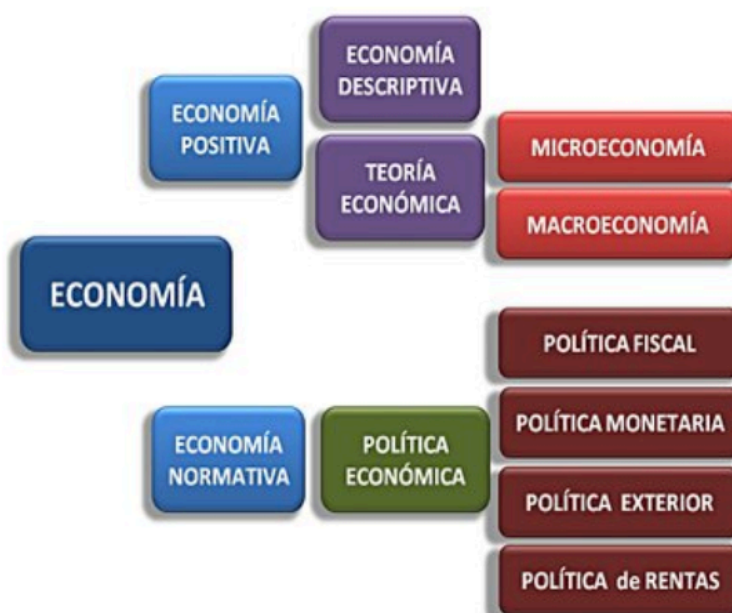 ECONOMÍA
DESCRIPTIVA
ECONOMÍA
POSITIVA
TEORÍA
ECONÓMICA
MICROECONOMÍA
MACROECONOMÍA
ECONOMÍA
POLÍTICA FISCAL
POLÍTICA MONETARIA
ECONOMÍA
NORMATIVA
POLÍTICA
ECONÓMICA
POLÍTICA EXTERIOR
POLÍTICA de RENTAS